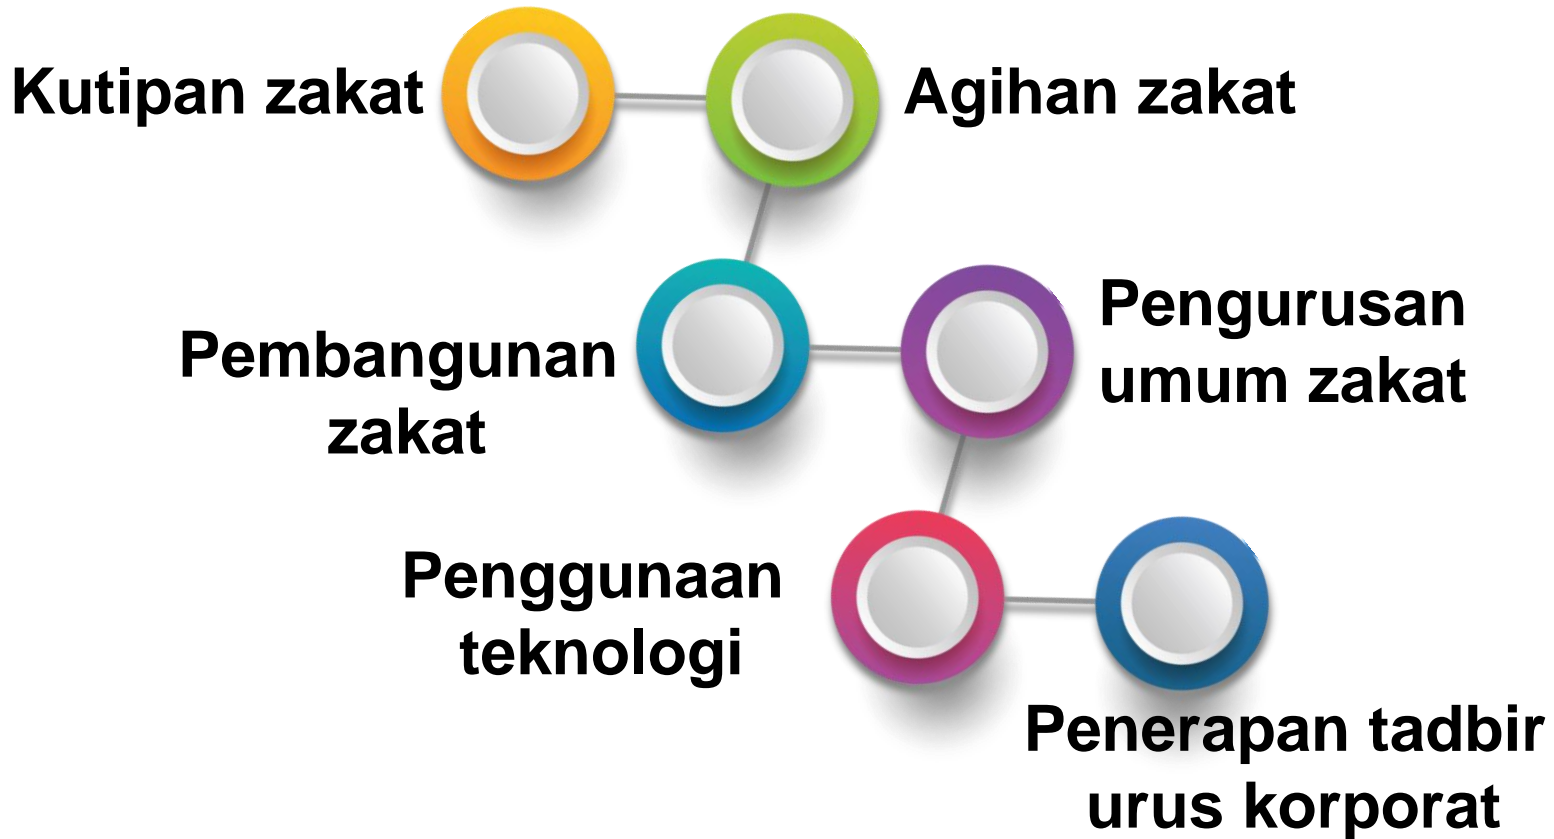 Kutipan zakat
Agihan zakat
Pembangunan
zakat
Pengurusan
umum zakat
Penggunaan
teknologi
Penerapan tadbir
urus korporat